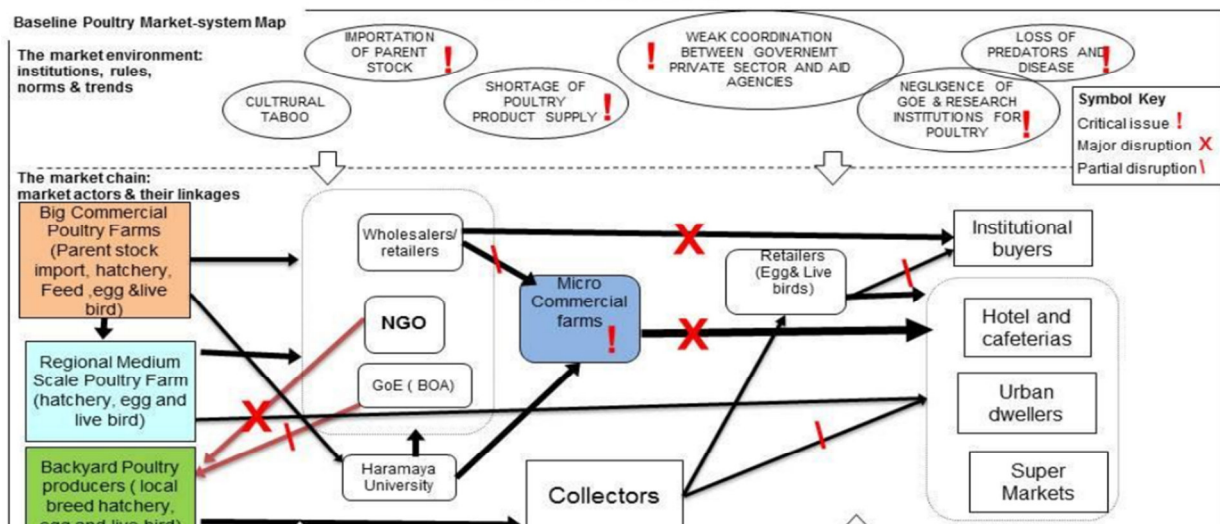 Baseline Poultry Market-system Map
The market environment:
institutions, rules,
norms & trends
CULTRURAL
TABOO
IMPORTATION
OF PARENT
STOCK
!
SHORTAGE OF
POULTRY
PRODUCT SUPPLY
!
!
WEAK COORDINATION
BETWEEN GOVERNEMT
PRIVATE SECTOR AND AID
AGENCIES
LOSS OF
PREDATORS AND
DISEASE
!
NEGLIGENCE OF
GOE & RESEARCH
INSTITUTIONS FOR
POULTRY
!
Symbol Key
Critical issue !
Major disruption X
Partial disruption \
The market chain:
market actors & their linkages
Big Commercial
Poultry Farms
(Parent stock
import, hatchery,
Feed ,egg &live
bird)
Regional Medium
Scale Poultry Farm
(hatchery, egg and
live bird)
Backyard Poultry
producers ( local
breed hatchery,
egg and live bird)
Wholesalers/
retailers
NGO
GoE ( BOA)
Haramaya
University
Micro
Commercial
farms
!
Collectors
Retailers
(Egg& Live
birds)
Institutional
buyers
Hotel and
cafeterias
Urban
dwellers
Super
Markets
X
X
X
\
\
\
\